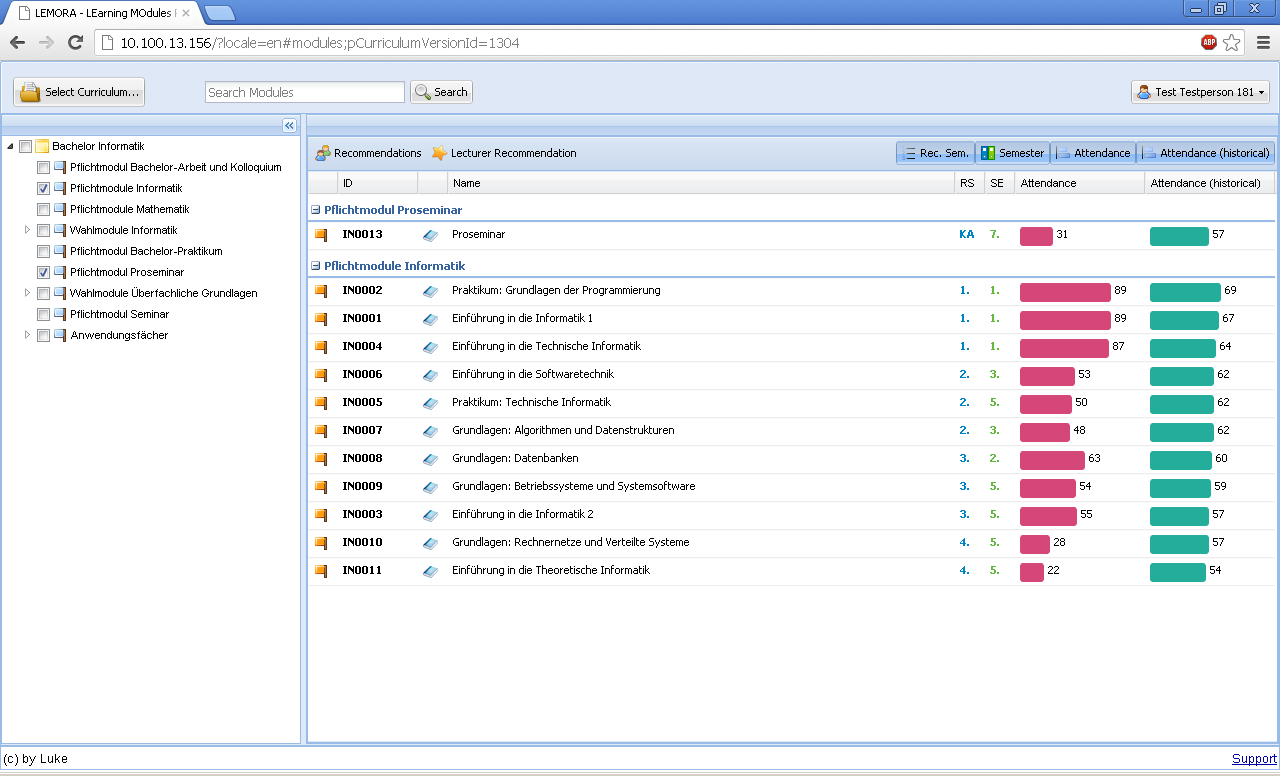 LEMORA - LEarning MOdules
10.100.13.156/?locale=en#modules;pCurriculumVersionId=1304
ABP
Select Curriculum...
Search Modules
Search
Test Testperson 181
Bachelor Informatik
Pflichtmodul Bachelor-Arbeit und Kolloquium
Pflichtmodule Informatik
Pflichtmodule Mathematik
Wahlmodule Informatik
Pflichtmodul Bachelor-Praktikum
Pflichtmodul Proseminar
Wahlmodule Überfachliche Grundlagen
Pflichtmodul Seminar
Anwendungsfächer
Recommendations Lecturer Recommendation Rec. Sem. Semester Attendance Attendance (historical)
ID Name RS SE Attendance Attendance (historical)
Pflichtmodul Proseminar
IN0013 Proseminar KA 7. 31 57
Pflichtmodule Informatik
IN0002 Praktikum: Grundlagen der Programmierung 1. 1. 89 69
IN0001 Einführung in die Informatik 1 1. 1. 89 67
IN0004 Einführung in die Technische Informatik 1. 1. 87 64
IN0006 Einführung in die Softwaretechnik 2. 3. 53 62
IN0005 Praktikum: Technische Informatik 2. 5. 50 62
IN0007 Grundlagen: Algorithmen und Datenstrukturen 2. 3. 48 62
IN0008 Grundlagen: Datenbanken 3. 2. 63 60
IN0009 Grundlagen: Betriebssysteme und Systemsoftware 3. 5. 54 59
IN0003 Einführung in die Informatik 2 3. 5. 55 57
IN0010 Grundlagen: Rechnernetze und Verteilte Systeme 4. 5. 28 57
IN0011 Einführung in die Theoretische Informatik 4. 5. 22 54
(c) by Luke
Support